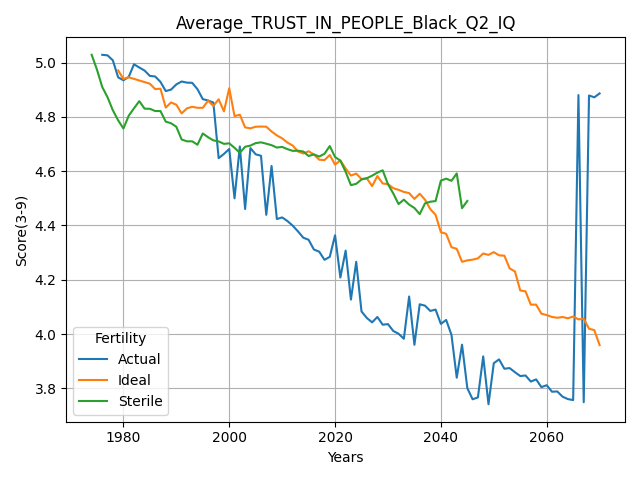 Average_TRUST_IN_PEOPLE_Black_Q2_IQ
5.0
4.8
4.6
4.4
4.2
4.0
3.8
Score(3-9)
Fertility
Actual
Ideal
Sterile
1980 2000 2020 2040 2060
Years